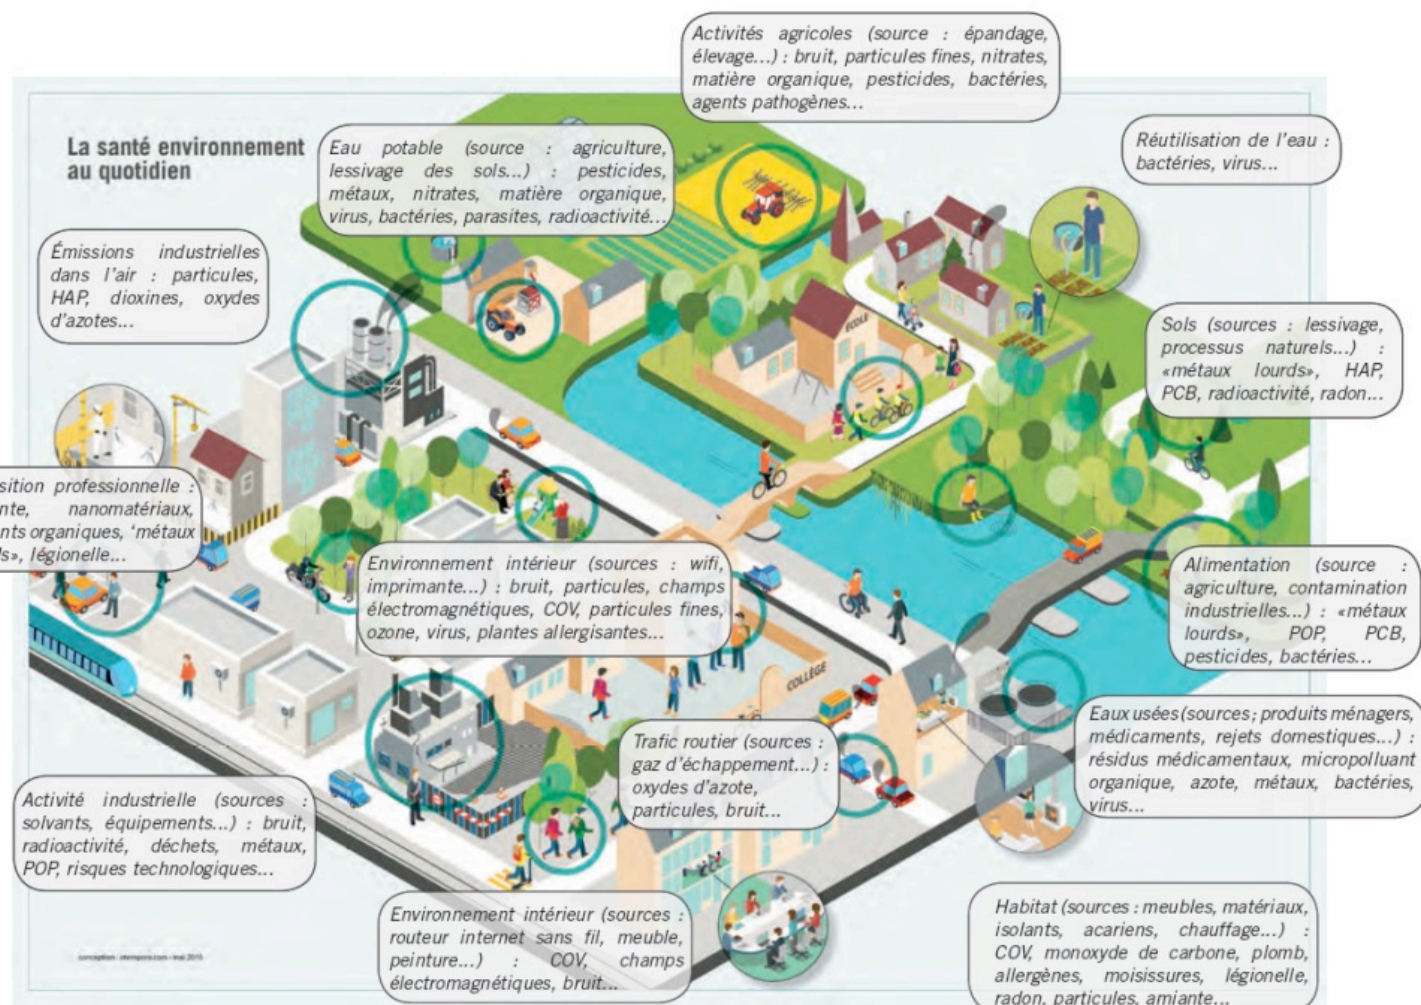 La santé environnement
au quotidien
Activités agricoles (source : épandage,
élevage...) : bruit, particules fines, nitrates,
matière organique, pesticides, bactéries,
agents pathogènes...
Eau potable (source : agriculture,
lessivage des sols...) : pesticides,
métaux, nitrates, matière organique,
virus, bactéries, parasites, radioactivité...
Réutilisation de l'eau :
bactéries, virus...
Émissions industrielles
dans l'air : particules,
HAP, dioxines, oxydes
d'azotes...
Sols (sources : lessivage,
processus naturels...) :
«métaux lourds», HAP,
PCB, radioactivité, radon...
ECOLE
sition professionnelle :
nte, nanomatériaux,
nts organiques, 'métaux
ds», légionelle...
Environnement intérieur (sources : wifi,
imprimante...) : bruit, particules, champs
électromagnétiques, COV, particules fines,
ozone, virus, plantes allergisantes...
Alimentation (source :
agriculture, contamination
industrielles...) : «métaux
lourds», POP, PCB,
pesticides, bactéries...
COLLÈGE
Eaux usées (sources ; produits ménagers,
médicaments, rejets domestiques...) :
résidus médicamentaux, micropolluant
organique, azote, métaux, bactéries,
virus...
Trafic routier (sources :
gaz d'échappement...) :
oxydes d'azote,
particules, bruit...
Activité industrielle (sources :
solvants, équipements...) : bruit,
radioactivité, déchets, métaux,
POP, risques technologiques...
Environnement intérieur (sources :
routeur internet sans fil, meuble,
peinture...) : COV, champs
électromagnétiques, bruit...
Habitat (sources : meubles, matériaux,
isolants, acariens, chauffage...) :
COV, monoxyde de carbone, plomb,
allergènes, moisissures, légionelle,
radon, particules, amiante...
conception : intempora.com - mai 2015